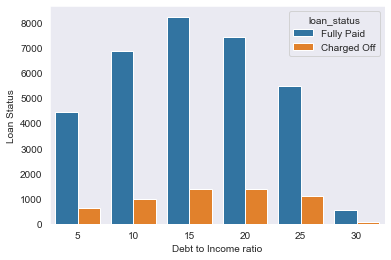 loan_status
Fully Paid
Charged Off
Loan Status
8000
7000
6000
5000
4000
3000
2000
1000
0
5 10 15 20 25 30
Debt to Income ratio